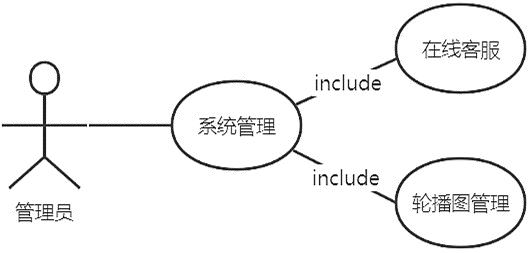 在线客服
include
系统管理
include
轮播图管理
管理员